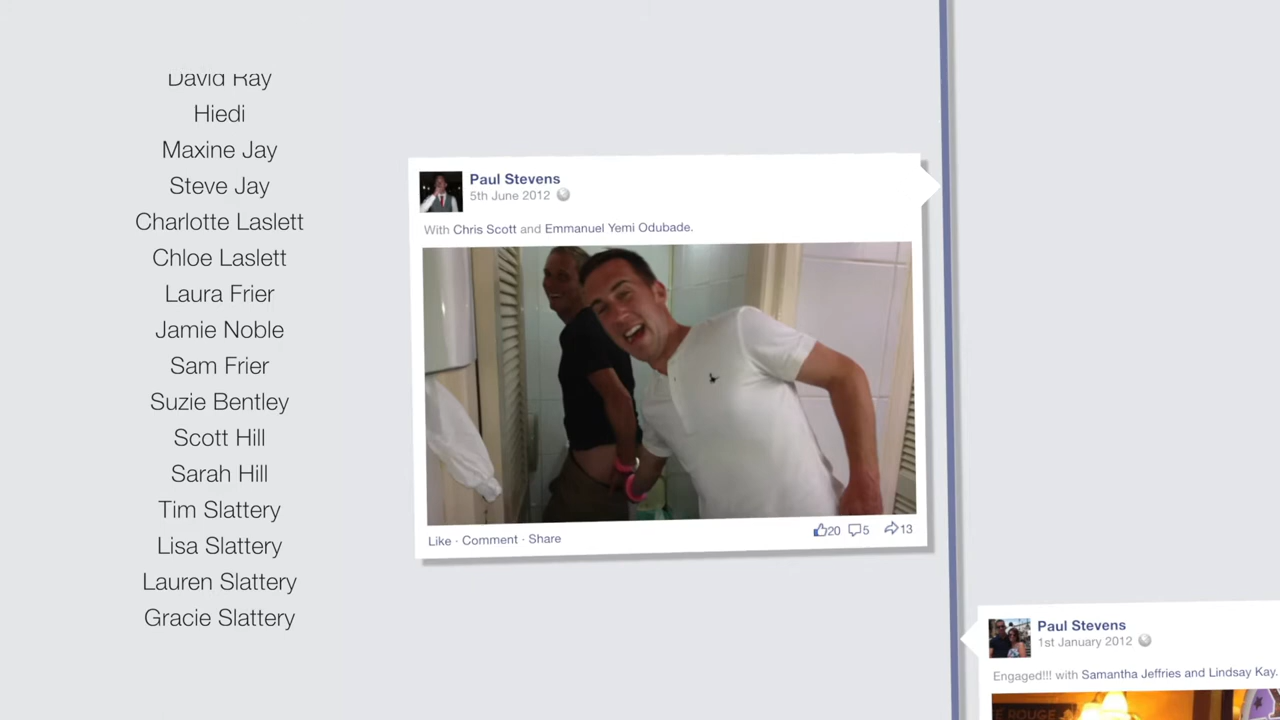 David Ray
Hiedi
Maxine Jay
Steve Jay
Charlotte Laslett
Chloe Laslett
Laura Frier
Jamie Noble
Sam Frier
Suzie Bentley
Scott Hill
Sarah Hill
Tim Slattery
Lisa Slattery
Lauren Slattery
Gracie Slattery
Paul Stevens
5th June 2012
With Chris Scott and Emmanuel Yemi Odubade.
Like · Comment · Share
20 5 13
Paul Stevens
1st January 2012
Engaged!!! with Samantha Jeffries and Lindsay Kay.
ROUGE